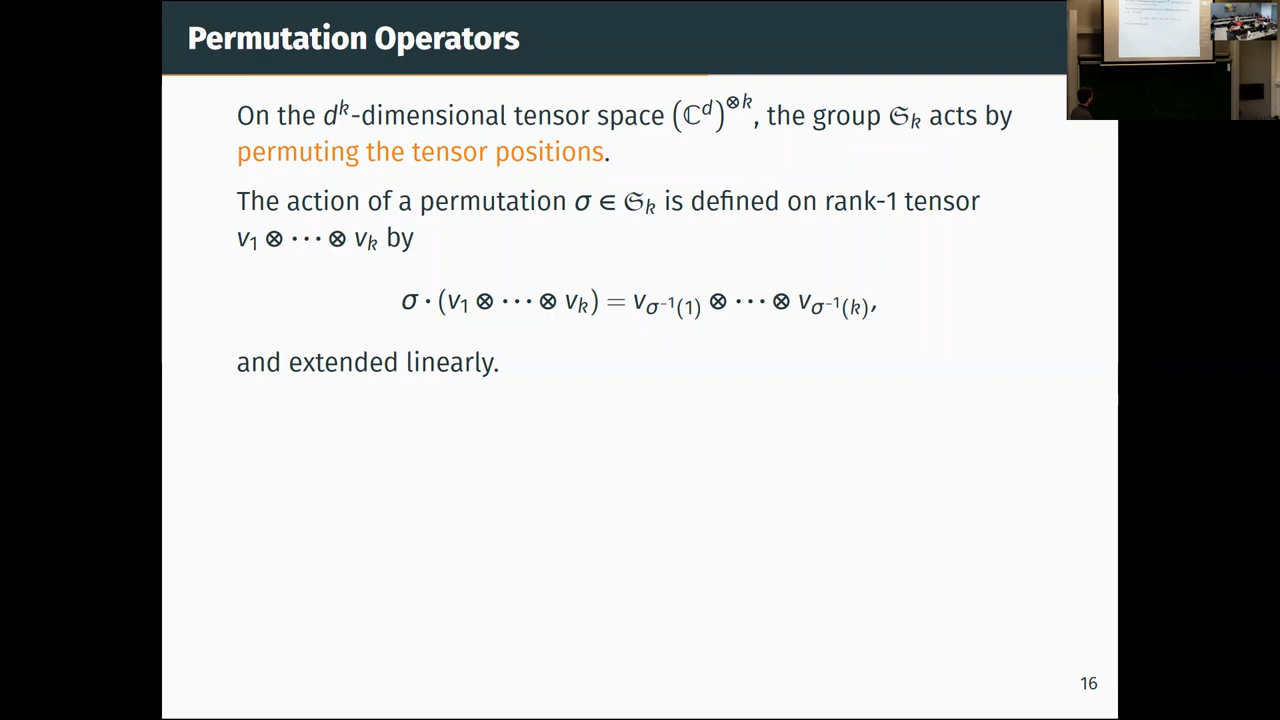 Permutation Operators
On the d^k-dimensional tensor space (ℂ^d)^{⊗k}, the group 𝔖_k acts by
permuting the tensor positions.
The action of a permutation σ ∈ 𝔖_k is defined on rank-1 tensor
v_1 ⊗ ⋯ ⊗ v_k by
σ · (v_1 ⊗ ⋯ ⊗ v_k) = v_{σ^{-1}(1)} ⊗ ⋯ ⊗ v_{σ^{-1}(k)},
and extended linearly.
16